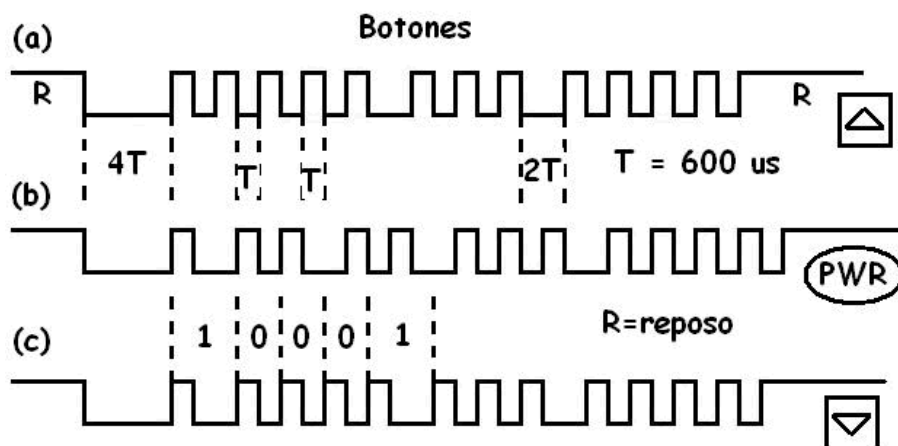 (a) Botones
R R
4T T T 2T T = 600 us
(b)
PWR
1 0 0 0 1 R=reposo
(c)